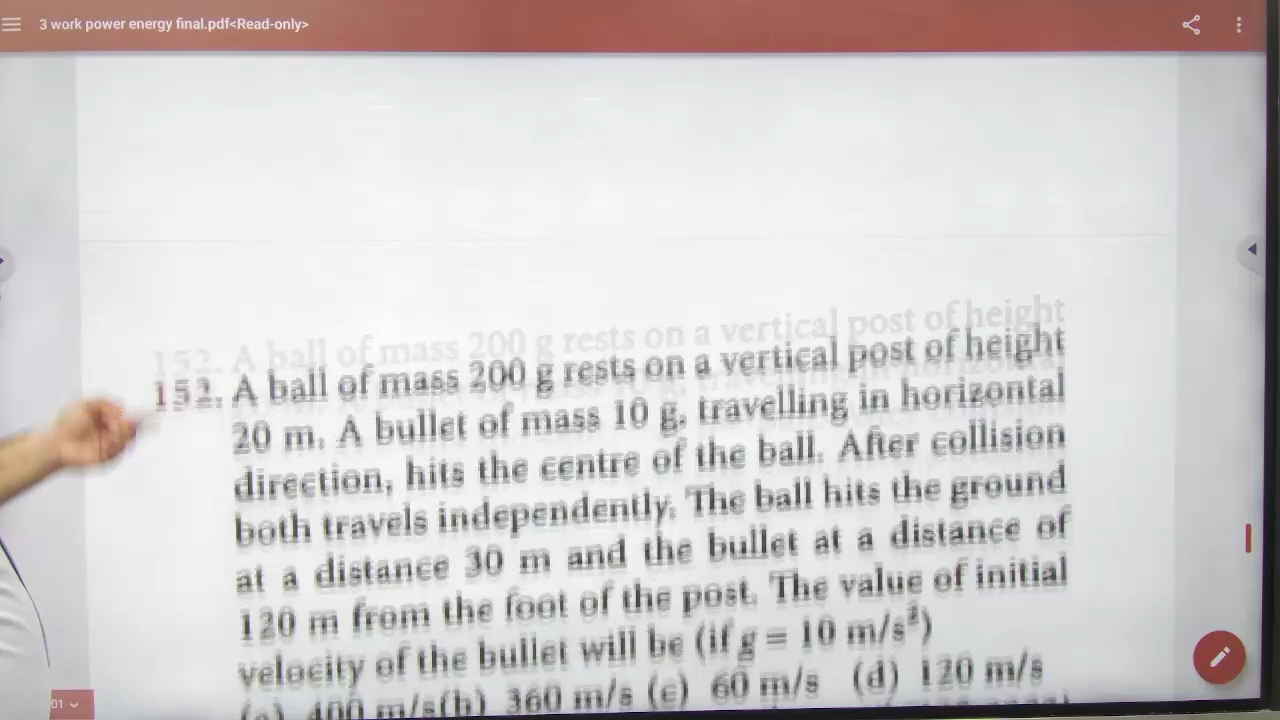 3 work power energy final.pdf<Read-only>
152. A ball of mass 200 g rests on a vertical post of height
20 m. A bullet of mass 10 g, travelling in horizontal
direction, hits the centre of the ball. After collision
both travels independently. The ball hits the ground
at a distance 30 m and the bullet at a distance of
120 m from the foot of the post. The value of initial
velocity of the bullet will be (if g = 10 m/s²)
(a) 400 m/s(b) 360 m/s (c) 60 m/s (d) 120 m/s
01